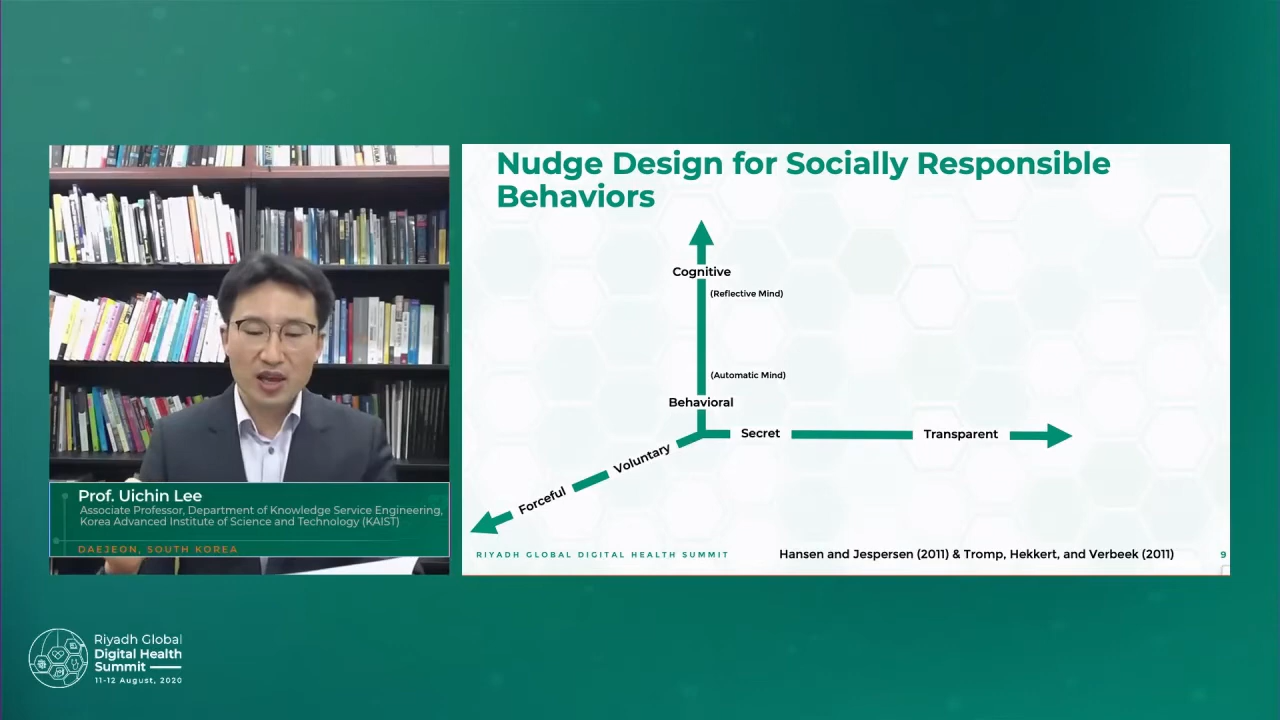 Nudge Design for Socially Responsible
Behaviors
Cognitive
(Reflective Mind)
(Automatic Mind)
Behavioral
Secret
Transparent
Voluntary
Forceful
RIYADH GLOBAL DIGITAL HEALTH SUMMIT
Hansen and Jespersen (2011) & Tromp, Hekkert, and Verbeek (2011)
9
Prof. Uichin Lee
Associate Professor, Department of Knowledge Service Engineering,
Korea Advanced Institute of Science and Technology (KAIST)
DAEJEON, SOUTH KOREA
Riyadh Global
Digital Health
Summit
11-12 August, 2020